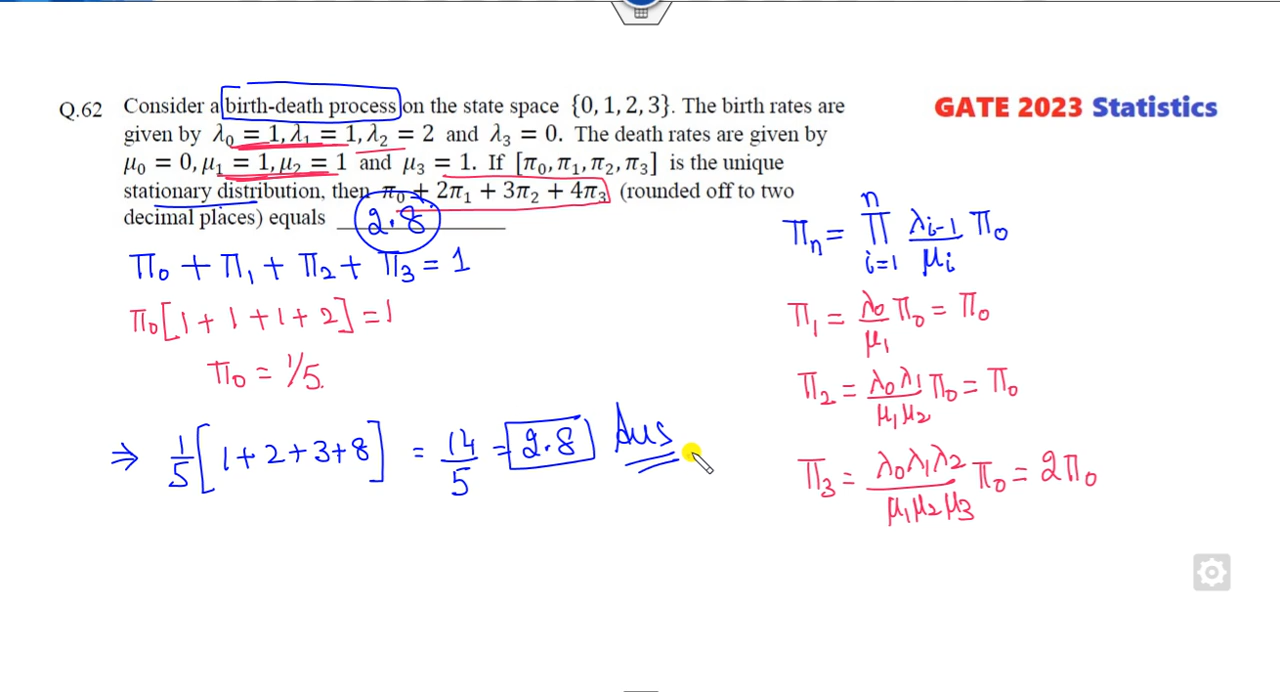 GATE 2023 Statistics
Q.62 Consider a birth-death process on the state space {0, 1, 2, 3}. The birth rates are
given by λ₀ = 1, λ₁ = 1, λ₂ = 2 and λ₃ = 0. The death rates are given by
μ₀ = 0, μ₁ = 1, μ₂ = 1 and μ₃ = 1. If [π₀, π₁, π₂, π₃] is the unique
stationary distribution, then π₀ + 2π₁ + 3π₂ + 4π₃ (rounded off to two
decimal places) equals 2.8
π₀ + π₁ + π₂ + π₃ = 1
π₀[1 + 1 + 1 + 2] = 1
π₀ = 1/5.
⇒ 1/5 [1 + 2 + 3 + 8] = 14/5 = 2.8 Ans
πₙ = ∏ⁿᵢ₌₁ λᵢ₋₁/μᵢ π₀
π₁ = λ₀/μ₁ π₀ = π₀
π₂ = λ₀λ₁/μ₁μ₂ π₀ = π₀
π₃ = λ₀λ₁λ₂/μ₁μ₂μ₃ π₀ = 2π₀